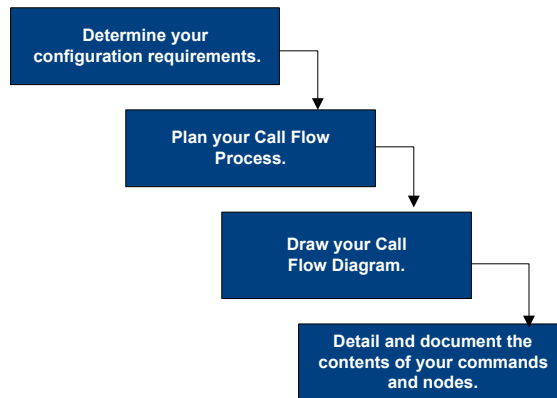 Determine your
configuration requirements.
Plan your Call Flow
Process.
Draw your Call
Flow Diagram.
Detail and document the
contents of your commands
and nodes.